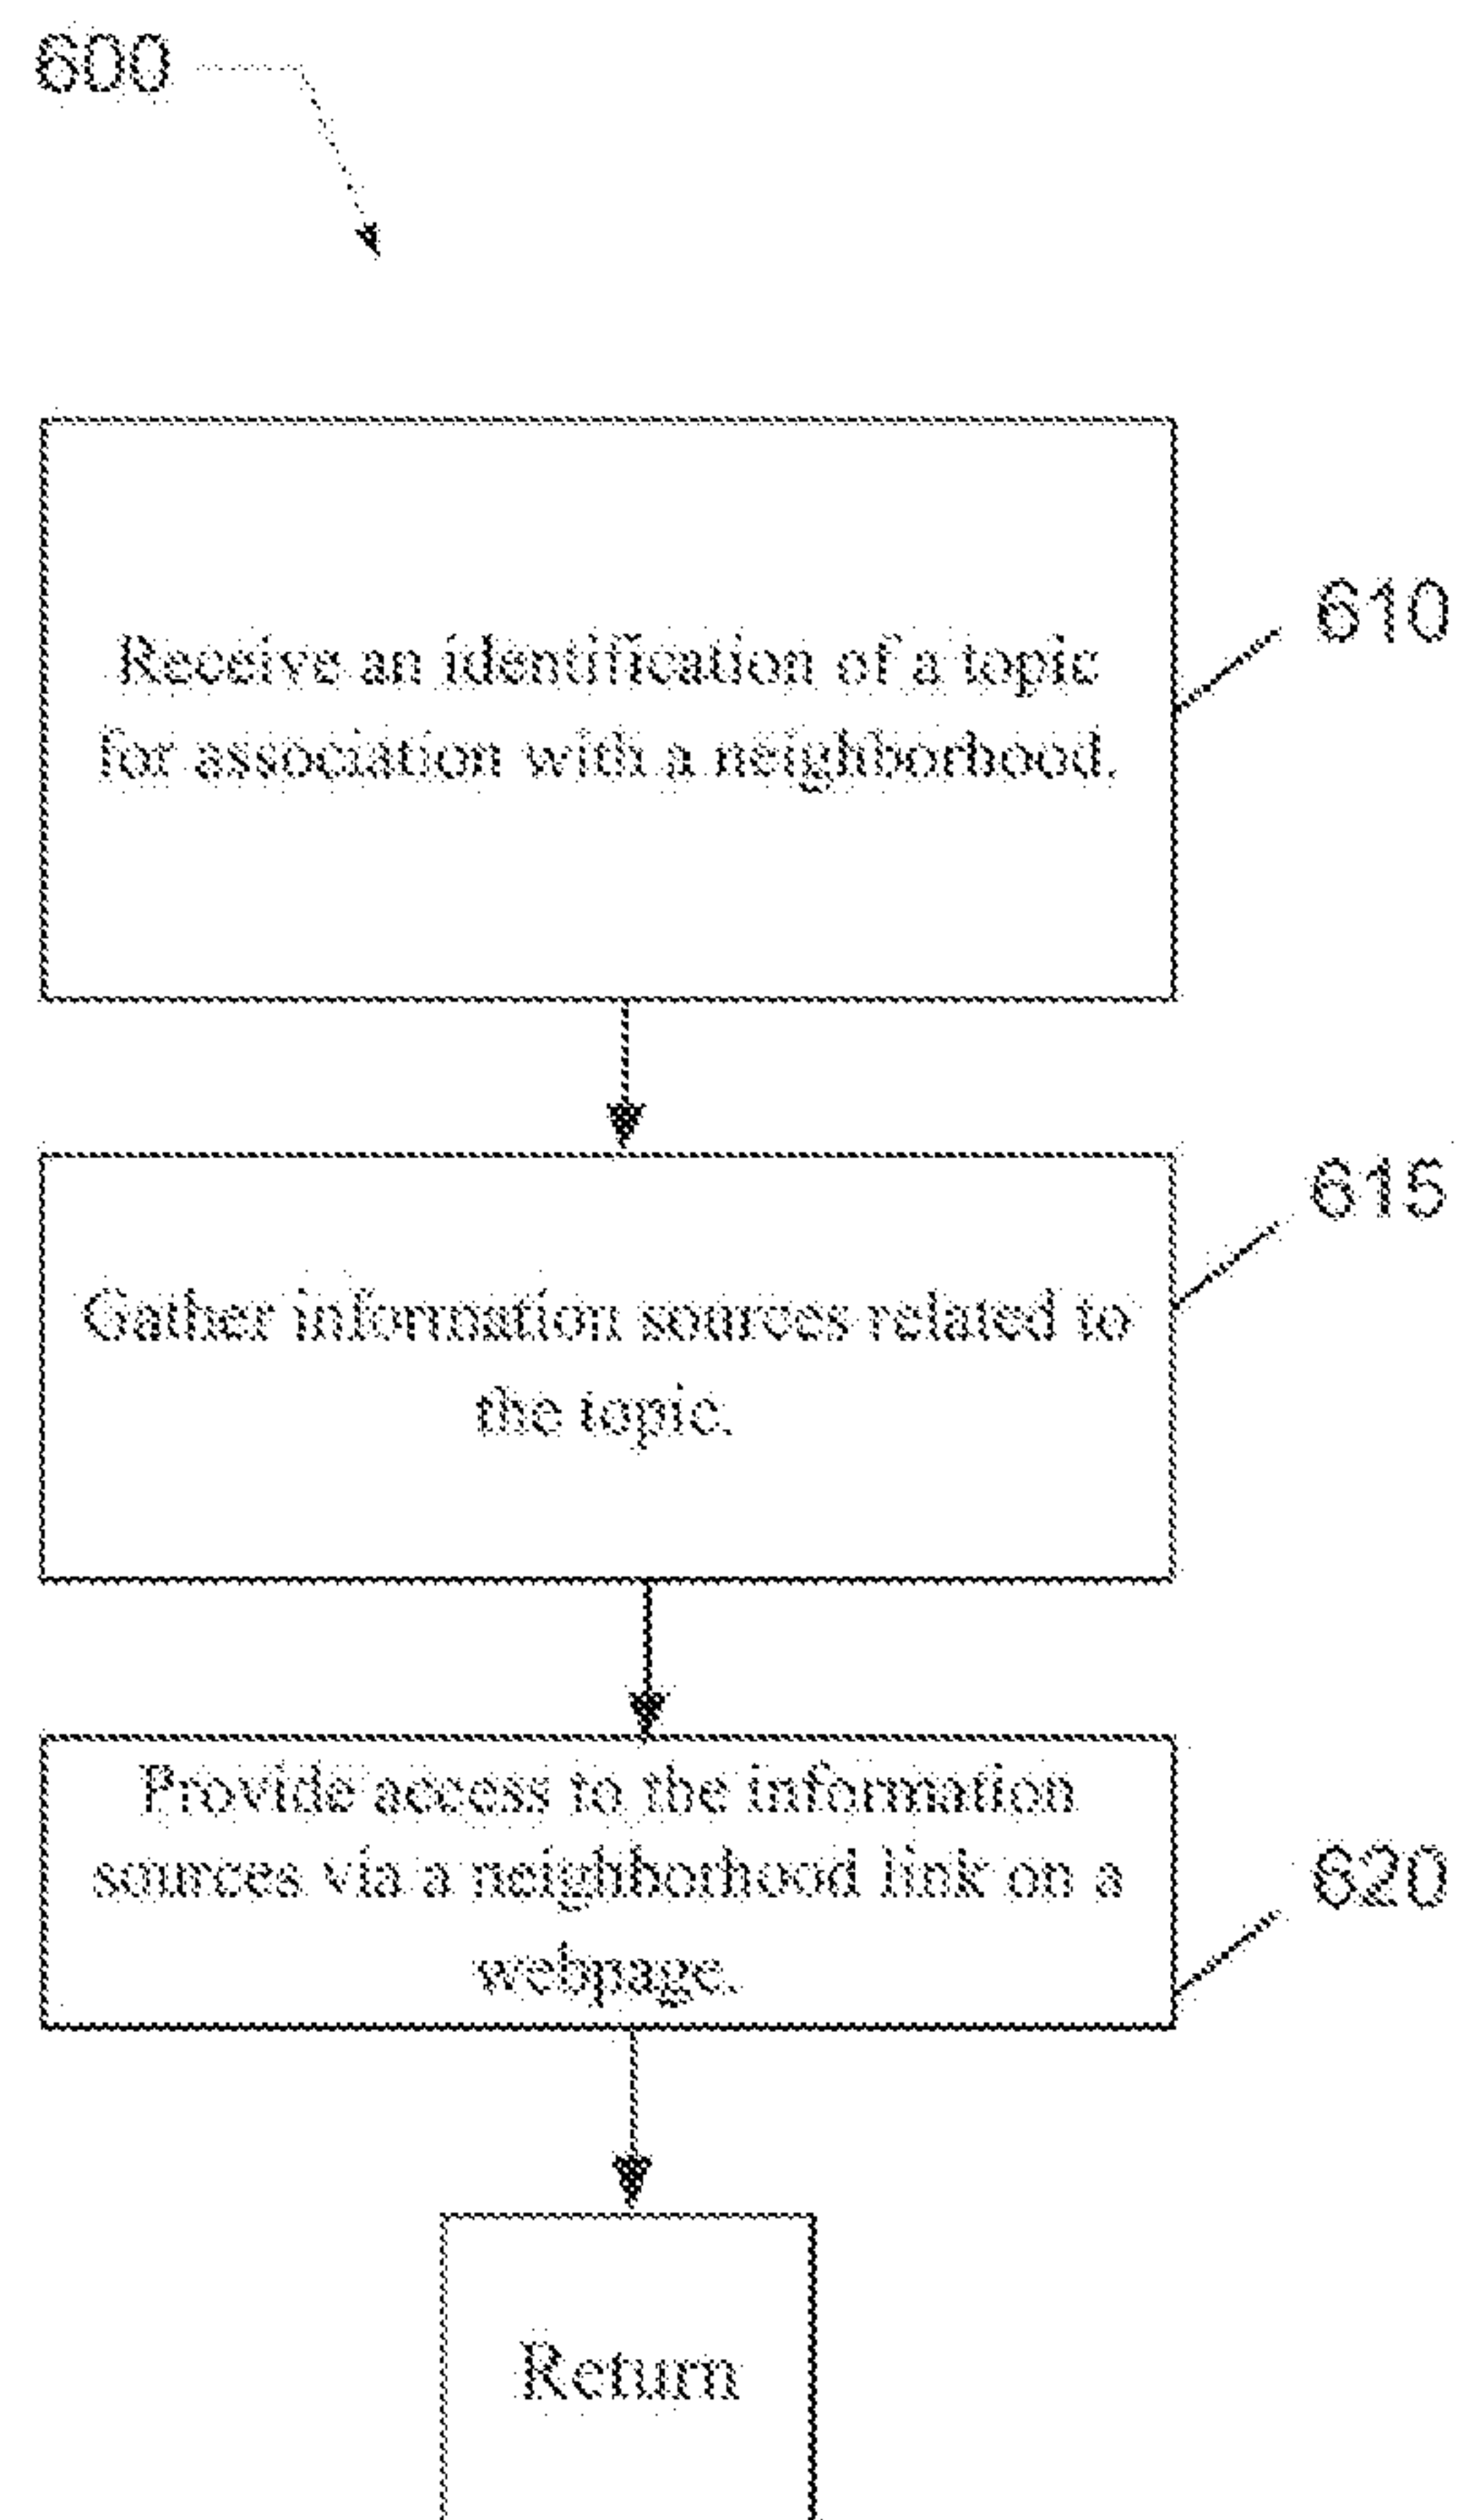 600
Receive an identification of a topic
for association with a neighborhood.
610
Gather information sources related to
the topic.
615
Provide access to the information
sources via a neighborhood link on a
webpage.
620
Return